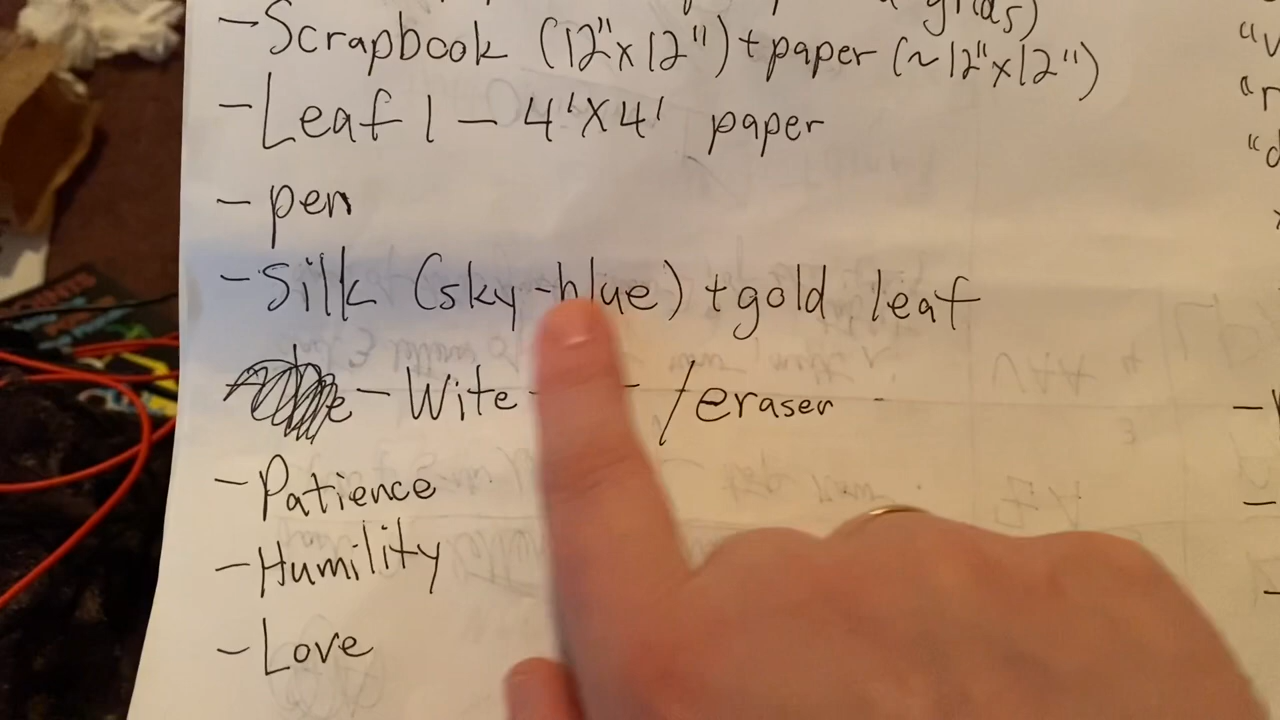 grids)
- Scrapbook (12"x12") + paper (~12"x12")
- Leaf 1 - 4'X4' paper
- pen
- Silk (sky-blue) + gold leaf
- Wite - /eraser -
- Patience
- Humility
- Love